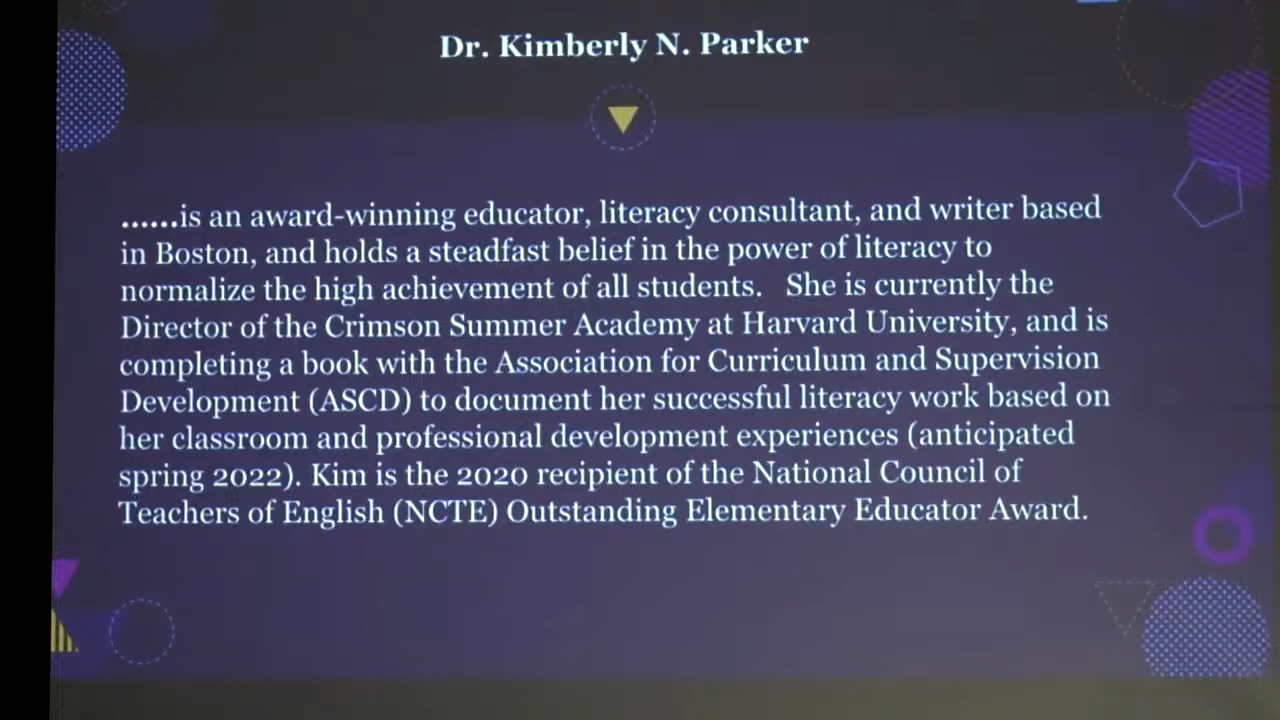 Dr. Kimberly N. Parker
......is an award-winning educator, literacy consultant, and writer based
in Boston, and holds a steadfast belief in the power of literacy to
normalize the high achievement of all students.   She is currently the
Director of the Crimson Summer Academy at Harvard University, and is
completing a book with the Association for Curriculum and Supervision
Development (ASCD) to document her successful literacy work based on
her classroom and professional development experiences (anticipated
spring 2022). Kim is the 2020 recipient of the National Council of
Teachers of English (NCTE) Outstanding Elementary Educator Award.